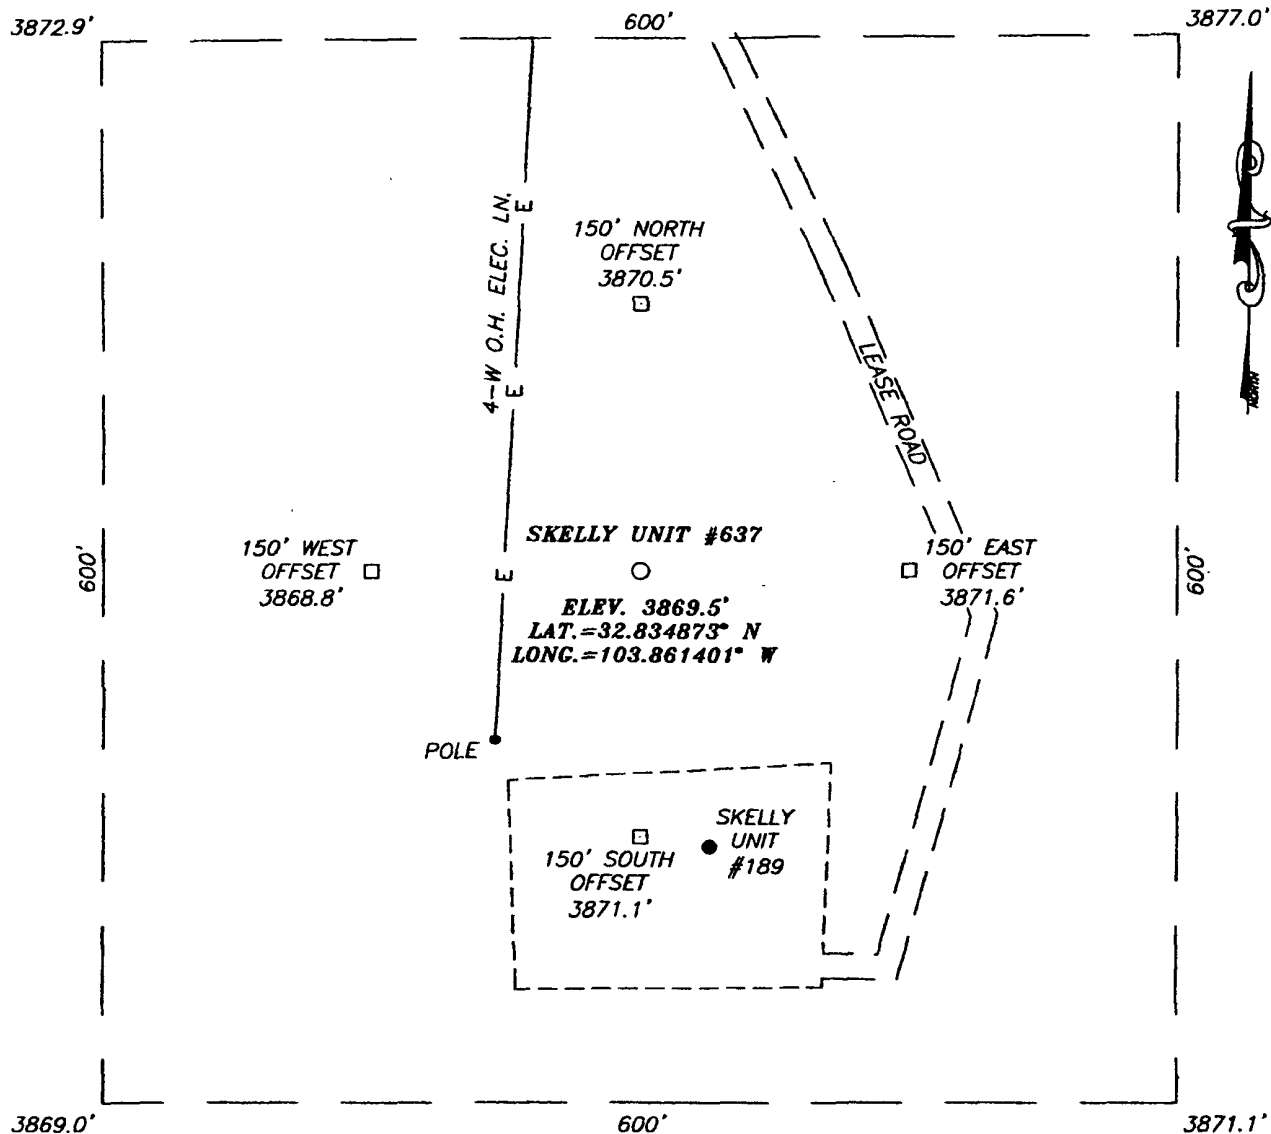 3872.9'
600'
3877.0'
4-W O.H. ELEC. LN.
E
E
E
150' NORTH
OFFSET
3870.5'
LEASE ROAD
NORTH
600'
150' WEST
OFFSET
3868.8'
SKELLY UNIT #637
ELEV. 3869.5'
LAT.=32.834873° N
LONG.=103.861401° W
150' EAST
OFFSET
3871.6'
600'
POLE
SKELLY
UNIT
#189
150' SOUTH
OFFSET
3871.1'
3869.0'
600'
3871.1'